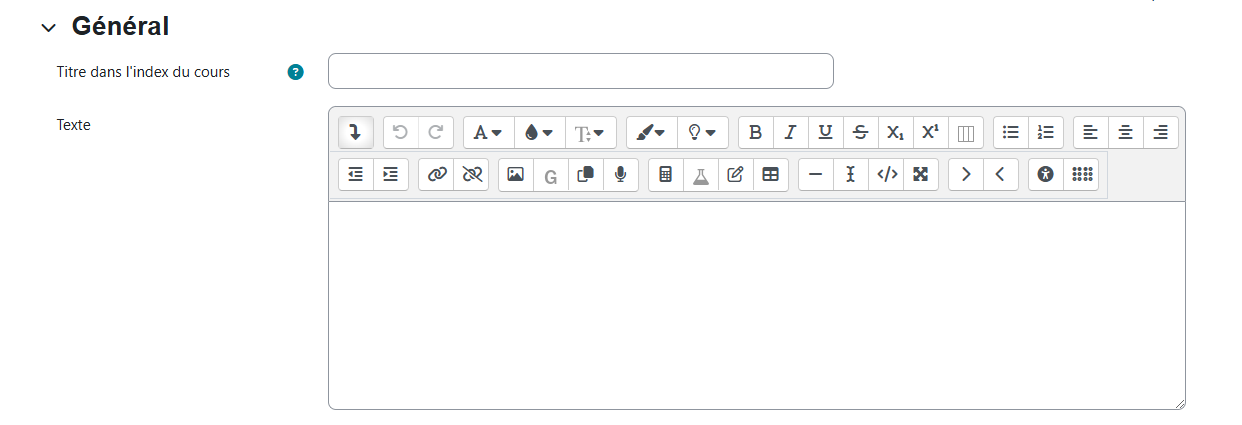 Général
Titre dans l'index du cours
Texte